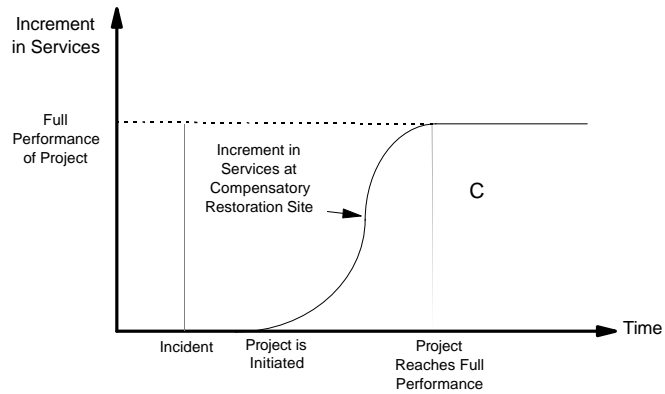 Increment
in Services
Full
Performance
of Project
Increment in
Services at
Compensatory
Restoration Site
C
Time
Incident
Project is
Initiated
Project
Reaches Full
Performance